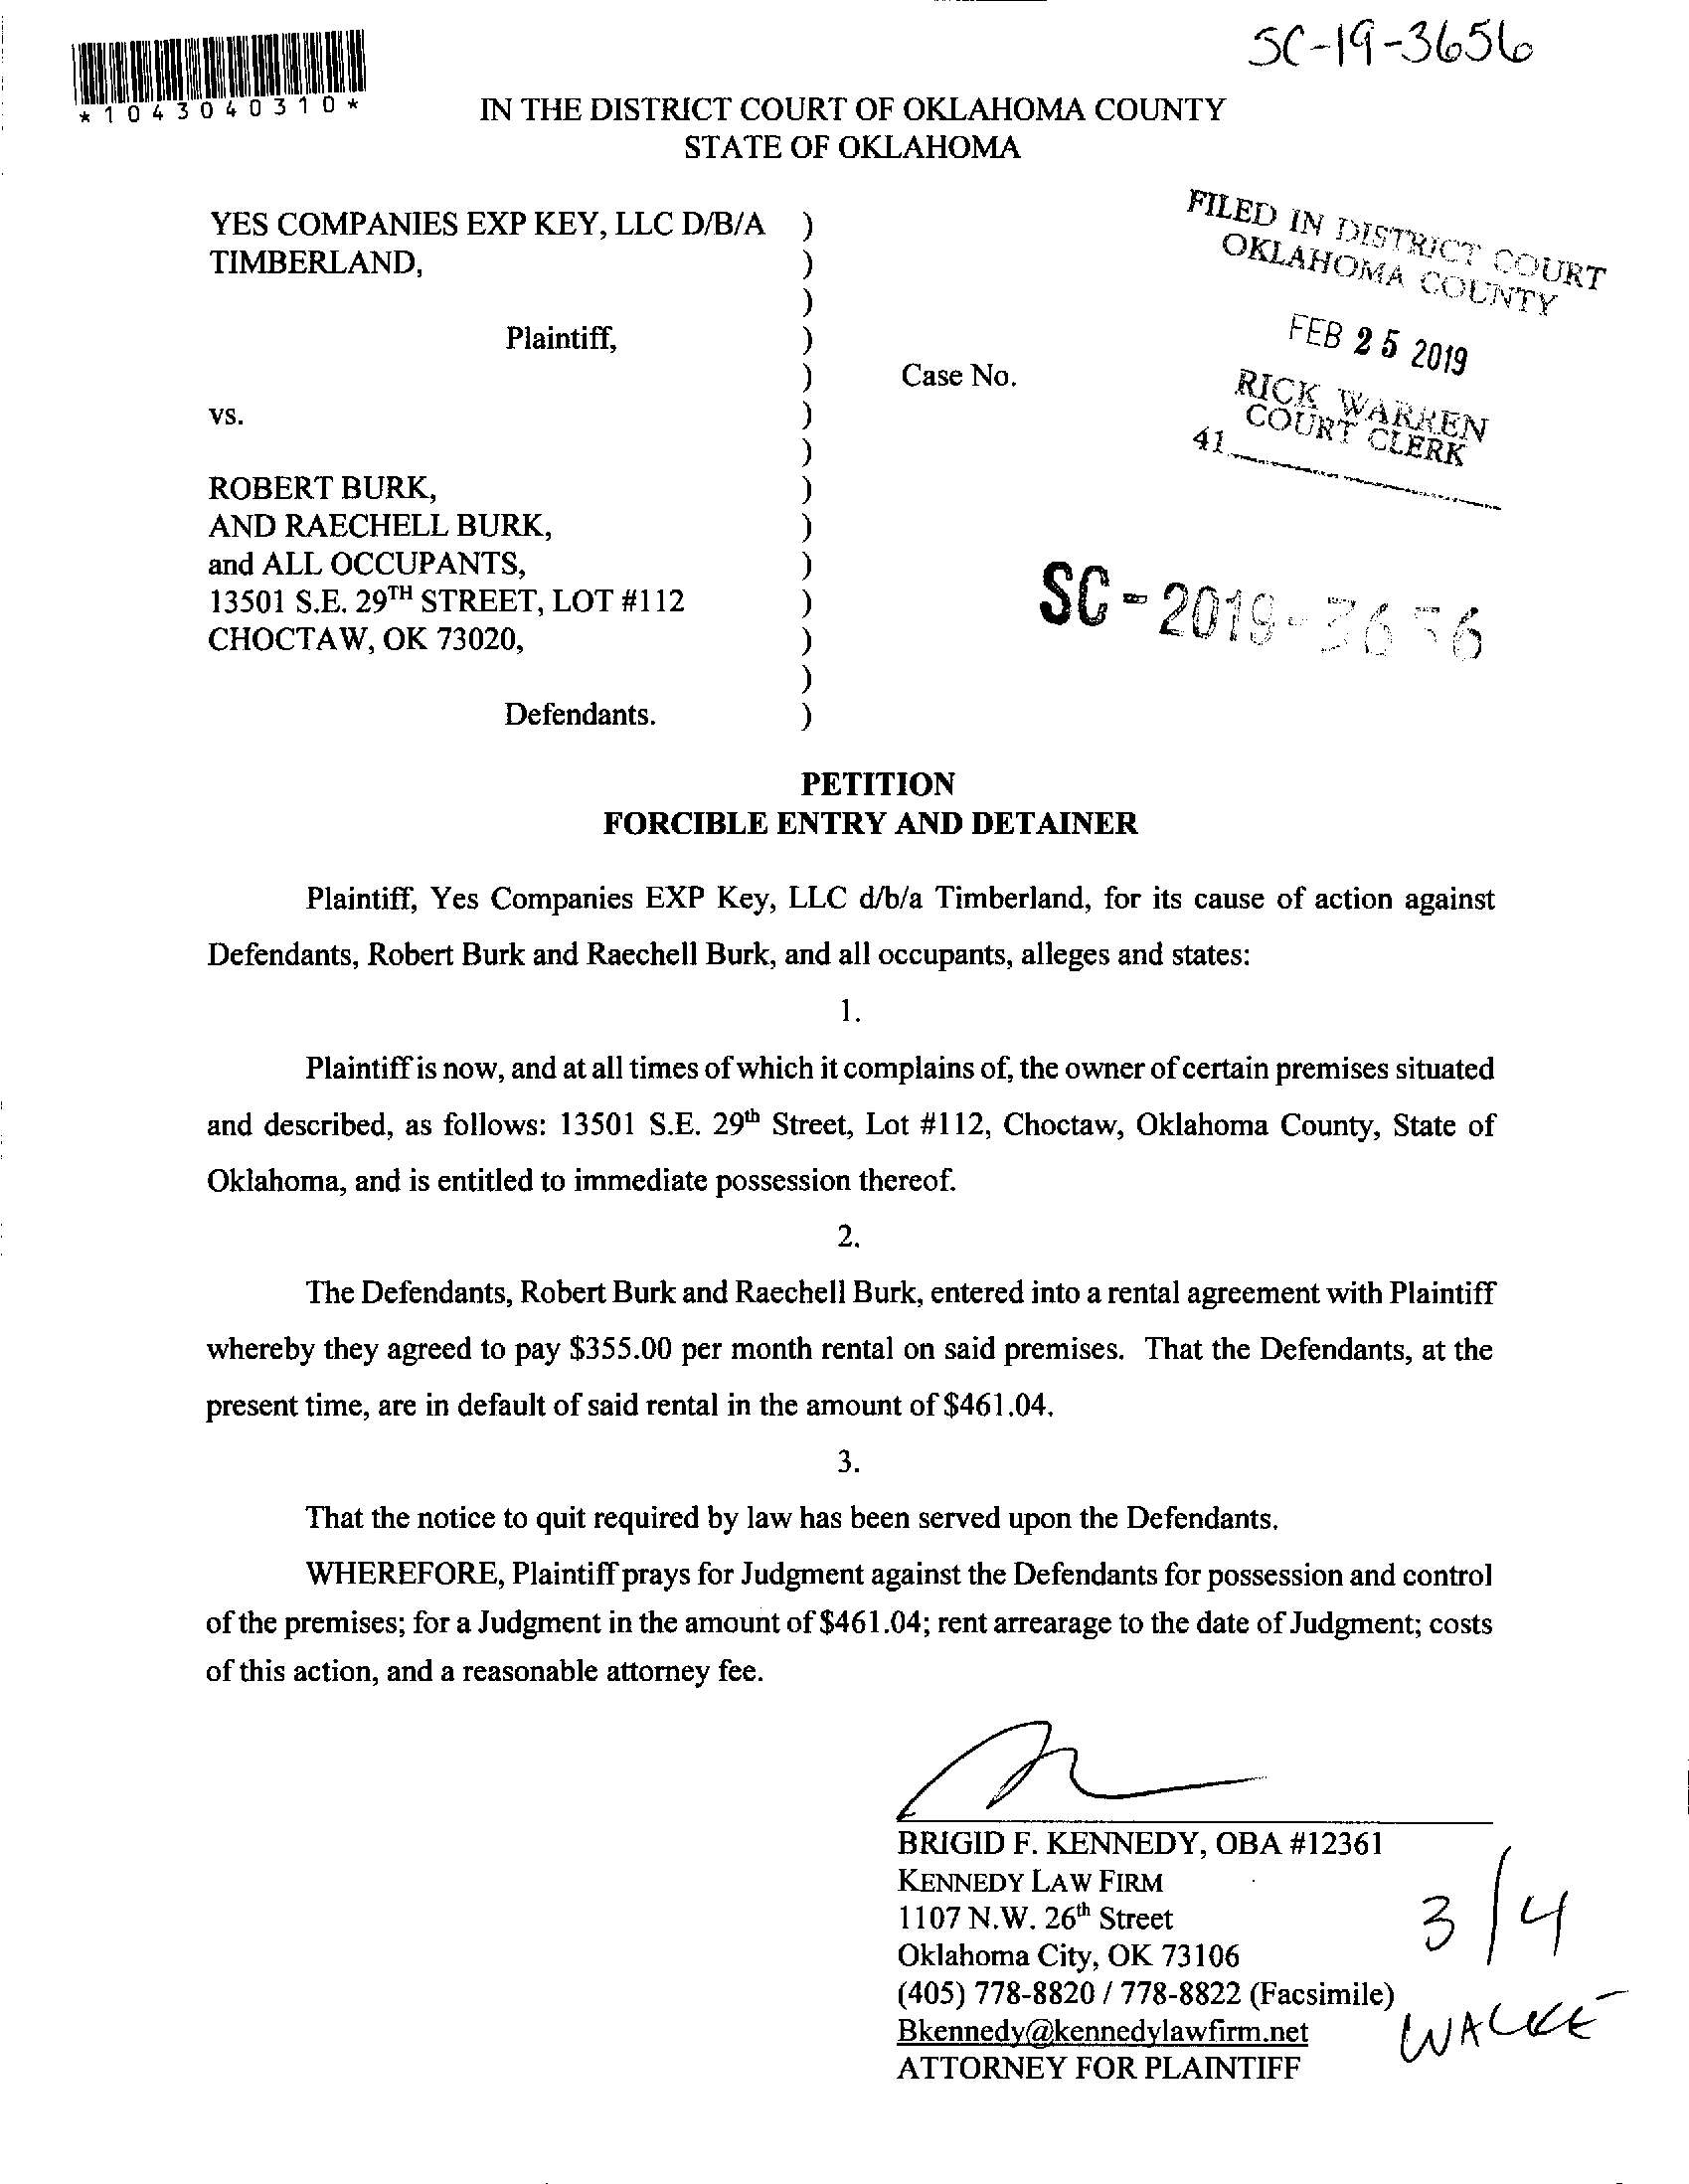 SC-19-3656
*1043040310*
IN THE DISTRICT COURT OF OKLAHOMA COUNTY
STATE OF OKLAHOMA
FILED IN DISTRICT COURT
OKLAHOMA COUNTY
FEB 25 2019
RICK WARREN
COURT CLERK
41
YES COMPANIES EXP KEY, LLC D/B/A )
TIMBERLAND, )
)
Plaintiff, )
) Case No.
vs. )
)
ROBERT BURK, )
AND RAECHELL BURK, )
and ALL OCCUPANTS, )
13501 S.E. 29TH STREET, LOT #112 )
CHOCTAW, OK 73020, )
)
Defendants. )
SC-2019-3656
PETITION
FORCIBLE ENTRY AND DETAINER
Plaintiff, Yes Companies EXP Key, LLC d/b/a Timberland, for its cause of action against
Defendants, Robert Burk and Raechell Burk, and all occupants, alleges and states:
1.
Plaintiff is now, and at all times of which it complains of, the owner of certain premises situated
and described, as follows: 13501 S.E. 29th Street, Lot #112, Choctaw, Oklahoma County, State of
Oklahoma, and is entitled to immediate possession thereof.
2.
The Defendants, Robert Burk and Raechell Burk, entered into a rental agreement with Plaintiff
whereby they agreed to pay $355.00 per month rental on said premises. That the Defendants, at the
present time, are in default of said rental in the amount of $461.04.
3.
That the notice to quit required by law has been served upon the Defendants.
WHEREFORE, Plaintiff prays for Judgment against the Defendants for possession and control
of the premises; for a Judgment in the amount of $461.04; rent arrearage to the date of Judgment; costs
of this action, and a reasonable attorney fee.
BRIGID F. KENNEDY, OBA #12361
KENNEDY LAW FIRM
1107 N.W. 26th Street
Oklahoma City, OK 73106
(405) 778-8820 / 778-8822 (Facsimile)
Bkennedy@kennedylawfirm.net
ATTORNEY FOR PLAINTIFF
3/4